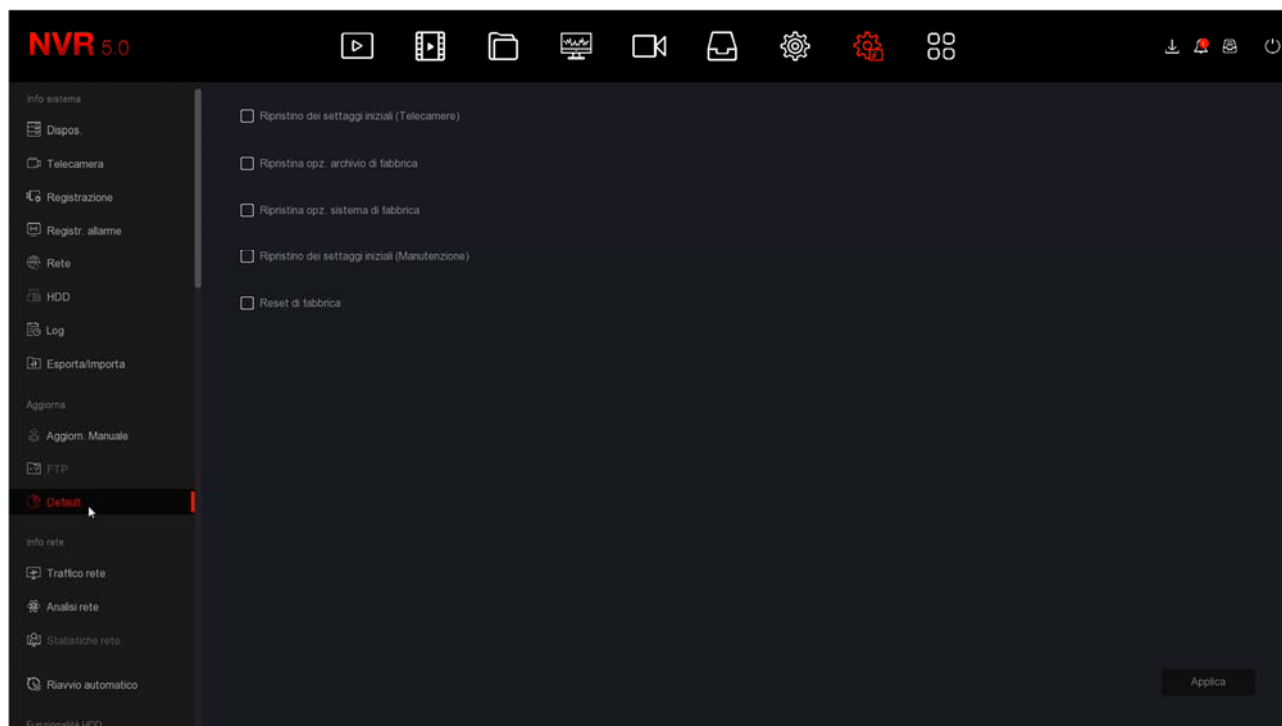 NVR 5.0
Info sistema
Dispos.
Telecamera
Registrazione
Registr. allarme
Rete
HDD
Log
Esporta/Importa
Aggiorna
Aggiorn. Manuale
FTP
Default
Info rete
Traffico rete
Analisi rete
Statistiche rete
Riavvio automatico
Funzionalità HDD
Ripristino dei settaggi iniziali (Telecamere)
Ripristina opz. archivio di fabbrica
Ripristina opz. sistema di fabbrica
Ripristino dei settaggi iniziali (Manutenzione)
Reset di fabbrica
Applica